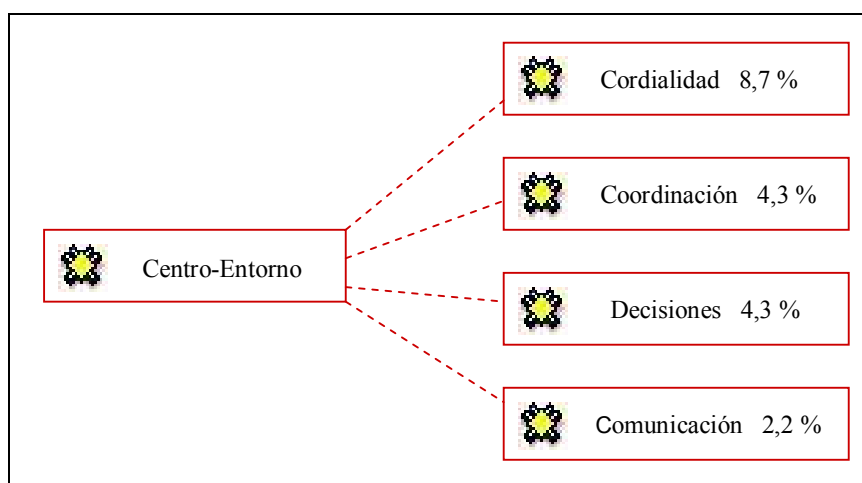 Cordialidad 8,7 %
Coordinación 4,3 %
Centro-Entorno
Decisiones 4,3 %
Comunicación 2,2 %